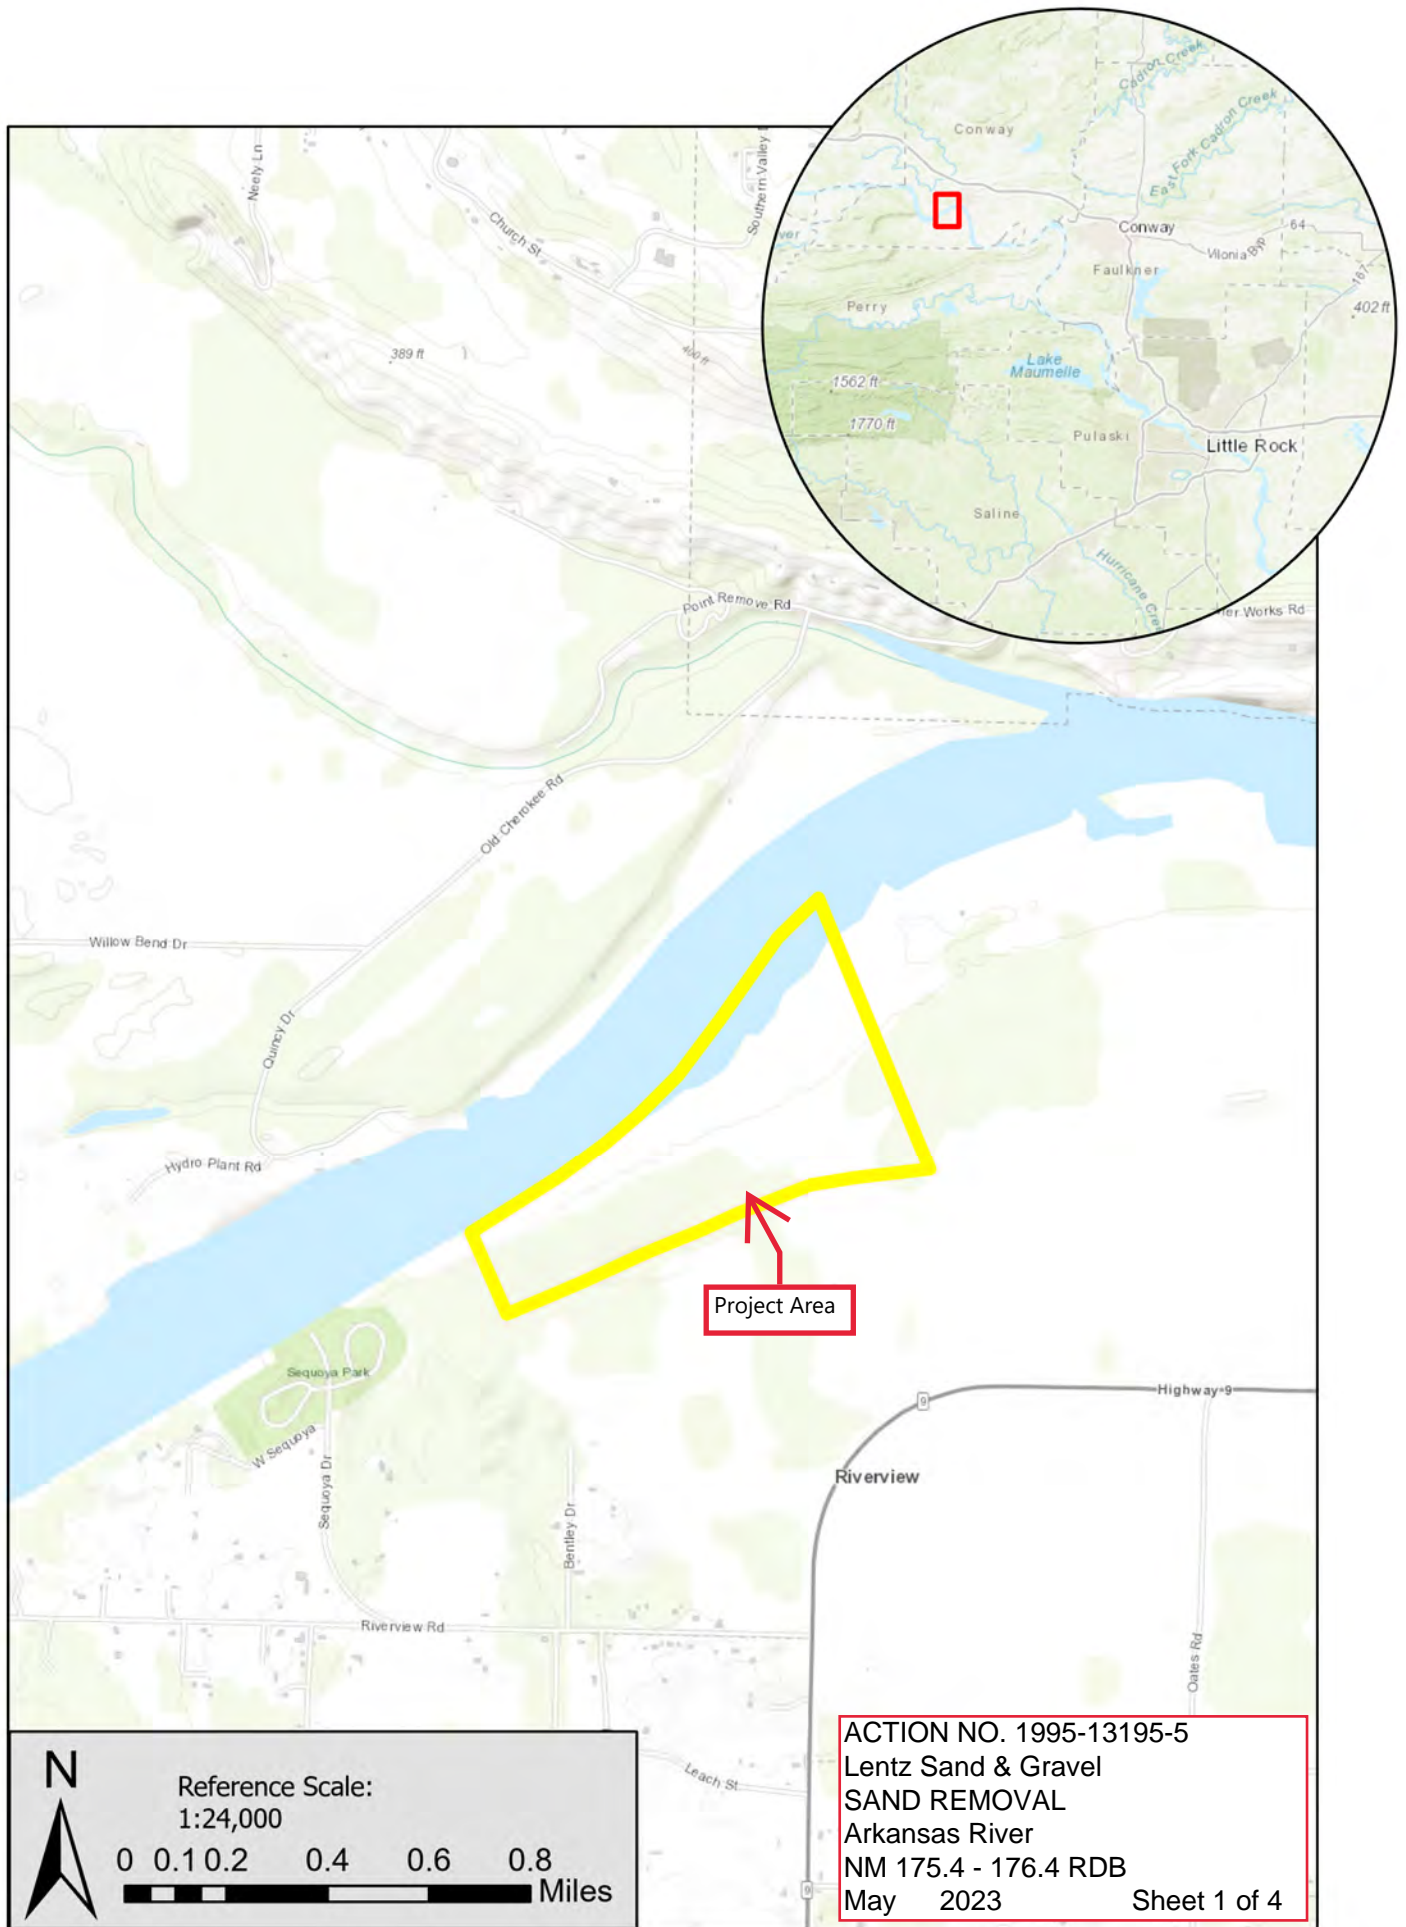 Cadron Creek
East Fork Cadron Creek
Conway
Conway
64
Vilonia Byp
Faulkner
167
402 ft
Perry
Lake
Maumelle
1562 ft
1770 ft
Pulaski
Little Rock
Saline
Hurricane
Neely Ln
Church St
Southern Valley
389 ft
400 ft
Point Remove Rd
Works Rd
Old Cherokee Rd
Willow Bend Dr
Quincy Dr
Hydro Plant Rd
Project Area
Sequoya Park
W Sequoya
Sequoya Dr
Bentley Dr
9
Highway 9
Riverview
Riverview Rd
Oates Rd
Leach St
9
N
Reference Scale:
1:24,000
0 0.1 0.2 0.4 0.6 0.8
Miles
ACTION NO. 1995-13195-5
Lentz Sand & Gravel
SAND REMOVAL
Arkansas River
NM 175.4 - 176.4 RDB
May 2023 Sheet 1 of 4